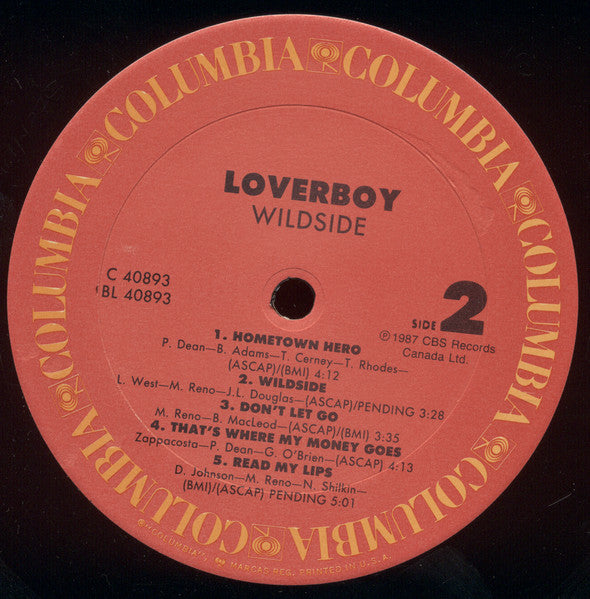 COLUMBIA COLUMBIA COLUMBIA COLUMBIA COLUMBIA COLUMBIA COLUMBIA COLUMBIA
LOVERBOY
WILDSIDE
C 40893
BL 40893
SIDE 2
℗ 1987 CBS Records
Canada Ltd.
1. HOMETOWN HERO
P. Dean—B. Adams—T. Cerney—T. Rhodes—
(ASCAP)/(BMI) 4:12
2. WILDSIDE
L. West—M. Reno—J.L. Douglas—(ASCAP)/PENDING 3:28
3. DON'T LET GO
M. Reno—B. MacLeod—(ASCAP)/(BMI) 3:35
4. THAT'S WHERE MY MONEY GOES
Zappacosta—P. Dean—G. O'Brien—(ASCAP) 4:13
5. READ MY LIPS
D. Johnson—M. Reno—N. Shilkin—
(BMI)/(ASCAP) PENDING 5:01
® "COLUMBIA", MARCAS REG. PRINTED IN U.S.A.